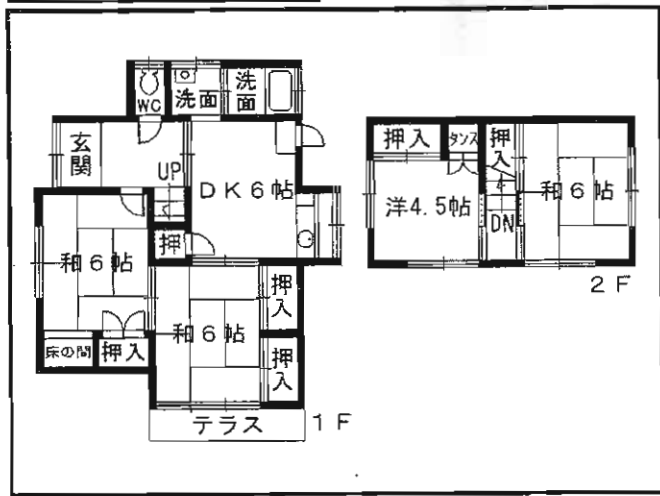 WC
洗面
洗面
玄関
UP
DK6帖
押
和6帖
床の間
押入
和6帖
押入
押入
テラス
1F
押入
タンス
押入
洋4.5帖
DN
和6帖
2F